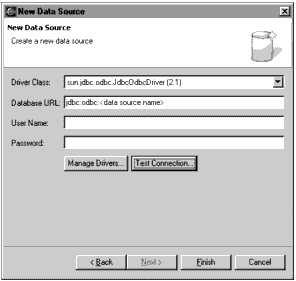 New Data Source
New Data Source
Create a new data source
Driver Class: sun.jdbc.odbc.JdbcOdbcDriver (2.1)
Database URL: jdbc:odbc:<data source name>
User Name:
Password:
Manage Drivers... Test Connection...
< Back Next > Finish Cancel